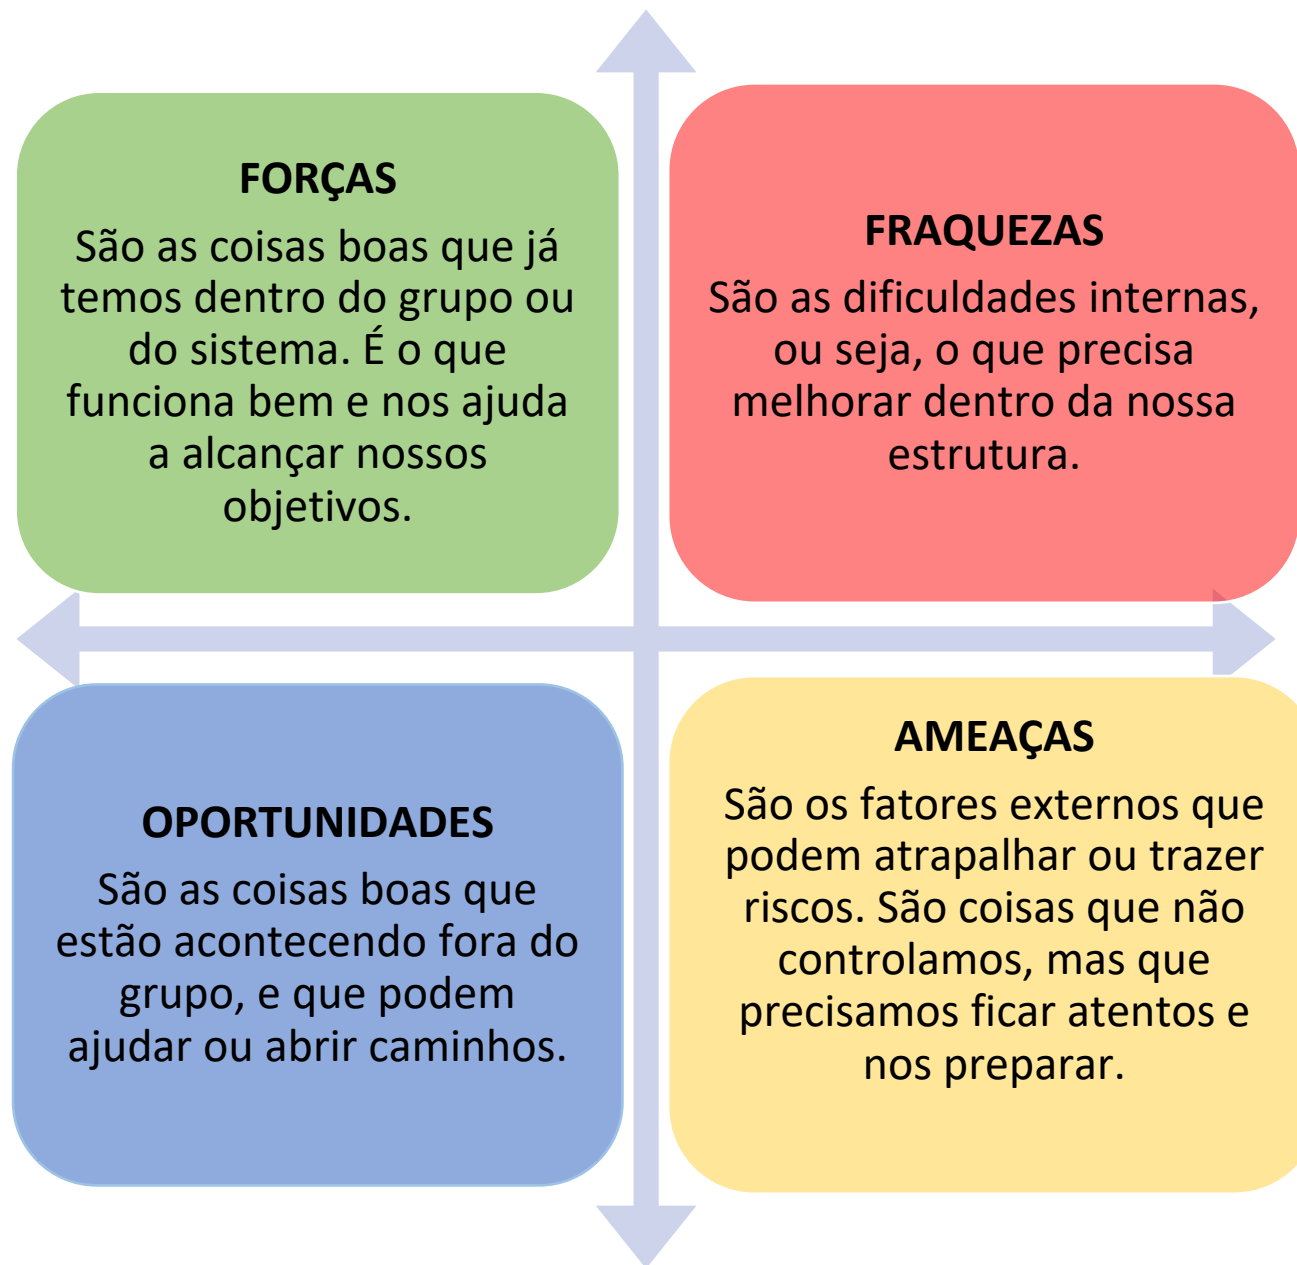 FORÇAS
São as coisas boas que já
temos dentro do grupo ou
do sistema. É o que
funciona bem e nos ajuda
a alcançar nossos
objetivos.
FRAQUEZAS
São as dificuldades internas,
ou seja, o que precisa
melhorar dentro da nossa
estrutura.
OPORTUNIDADES
São as coisas boas que
estão acontecendo fora do
grupo, e que podem
ajudar ou abrir caminhos.
AMEAÇAS
São os fatores externos que
podem atrapalhar ou trazer
riscos. São coisas que não
controlamos, mas que
precisamos ficar atentos e
nos preparar.